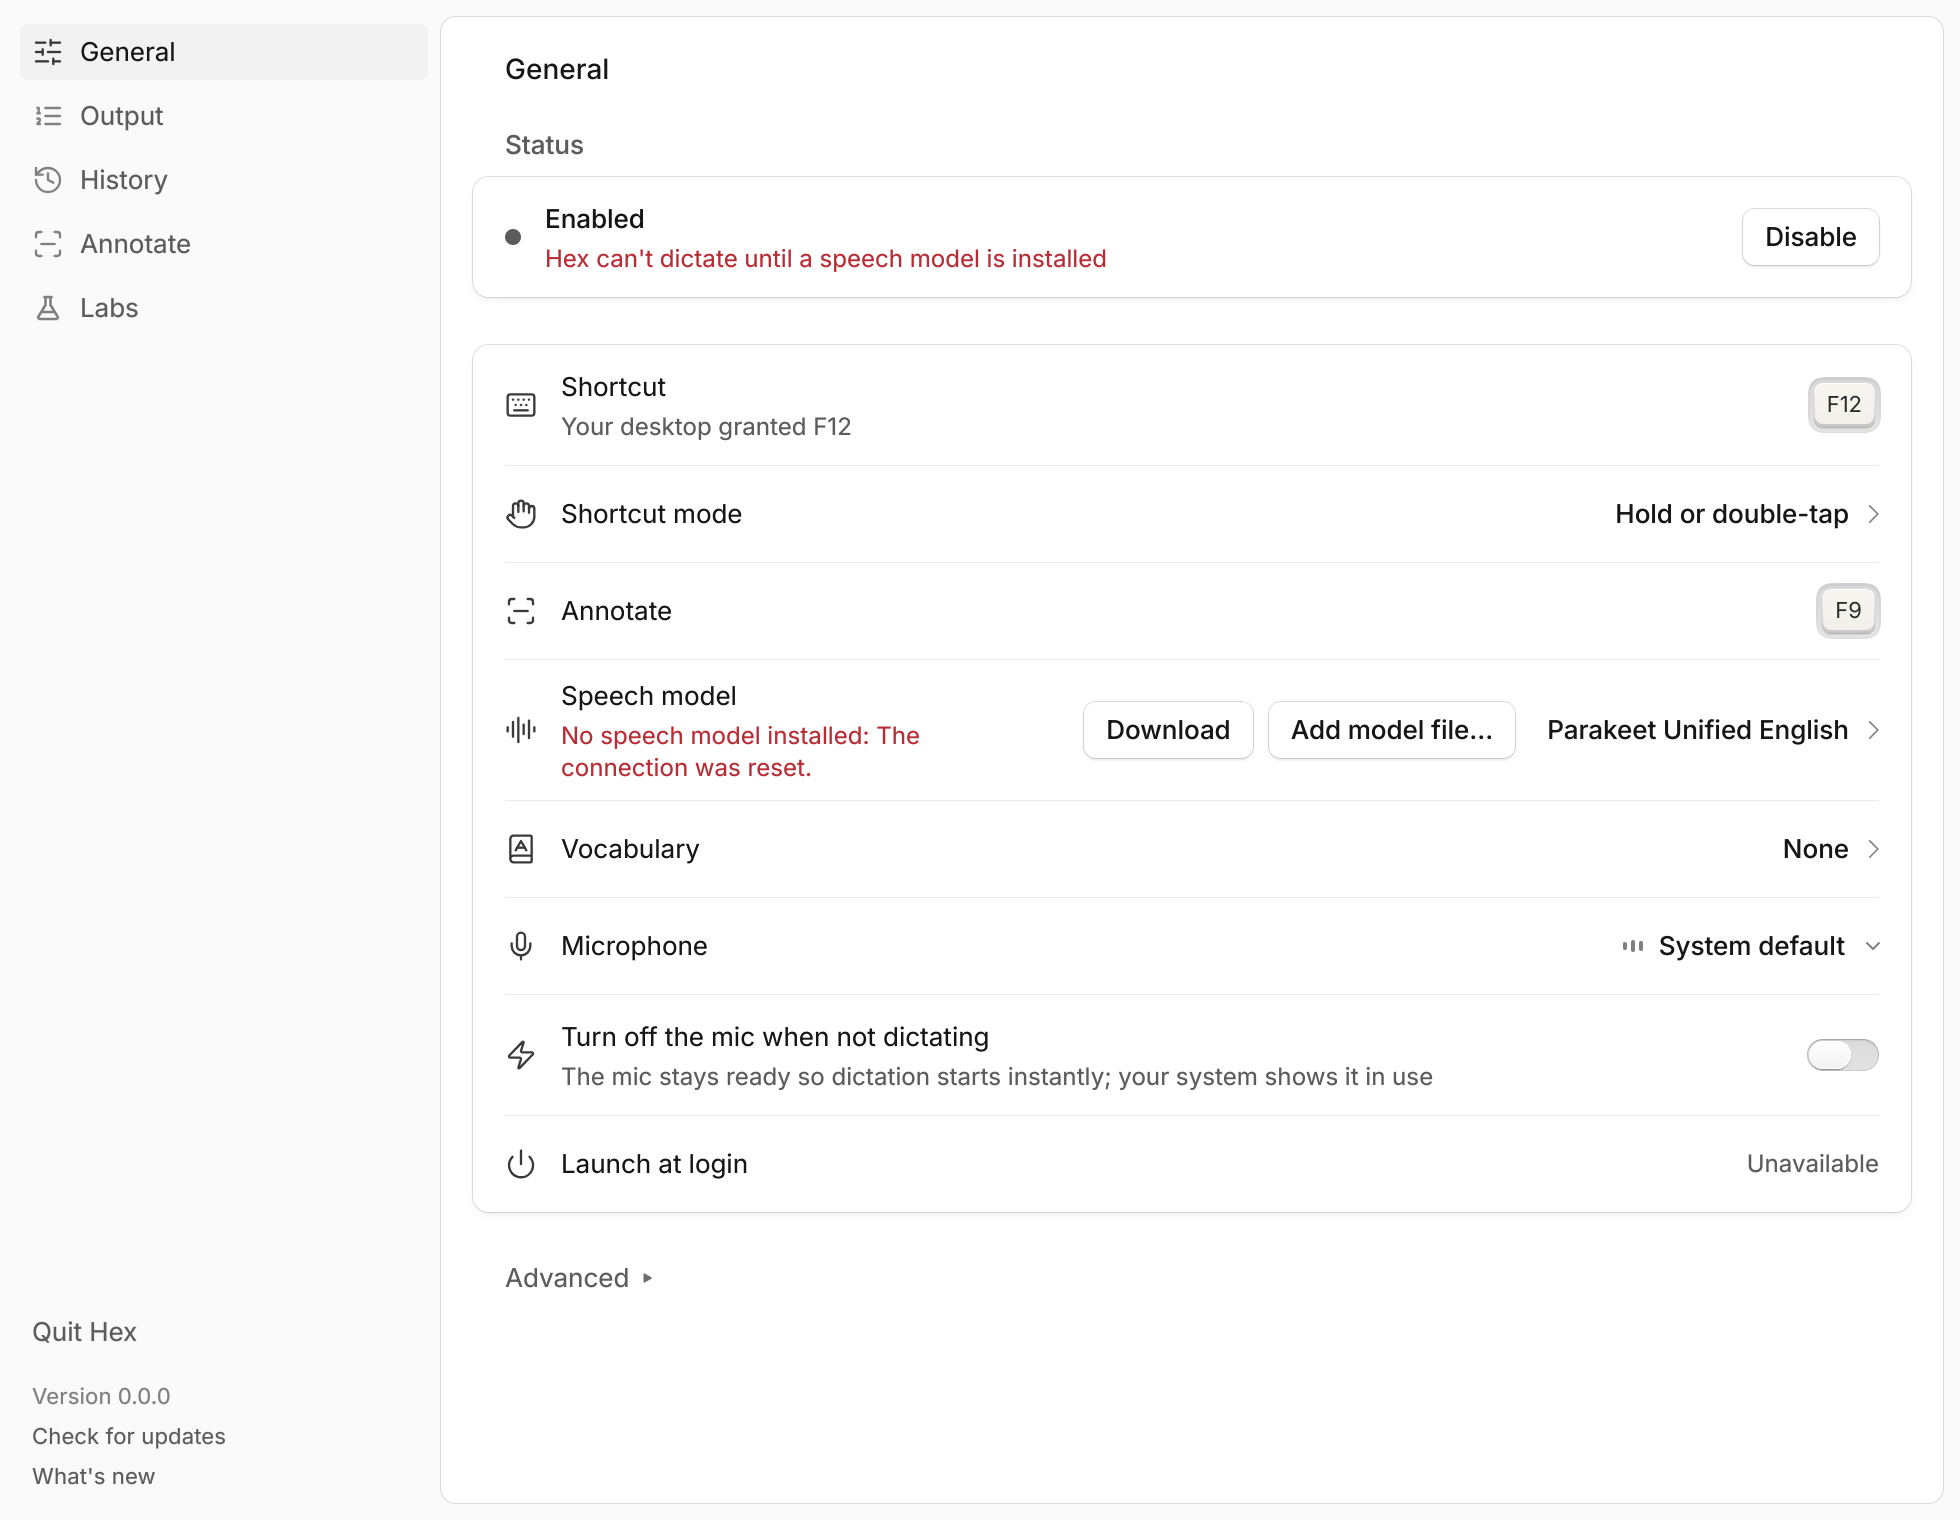 General
Output
History
Annotate
Labs
Quit Hex
Version 0.0.0
Check for updates
What's new
General
Status
Enabled
Hex can't dictate until a speech model is installed
Disable
Shortcut
Your desktop granted F12
F12
Shortcut mode
Hold or double-tap
Annotate
F9
Speech model
No speech model installed: The
connection was reset.
Download
Add model file...
Parakeet Unified English
Vocabulary
None
Microphone
System default
Turn off the mic when not dictating
The mic stays ready so dictation starts instantly; your system shows it in use
Launch at login
Unavailable
Advanced